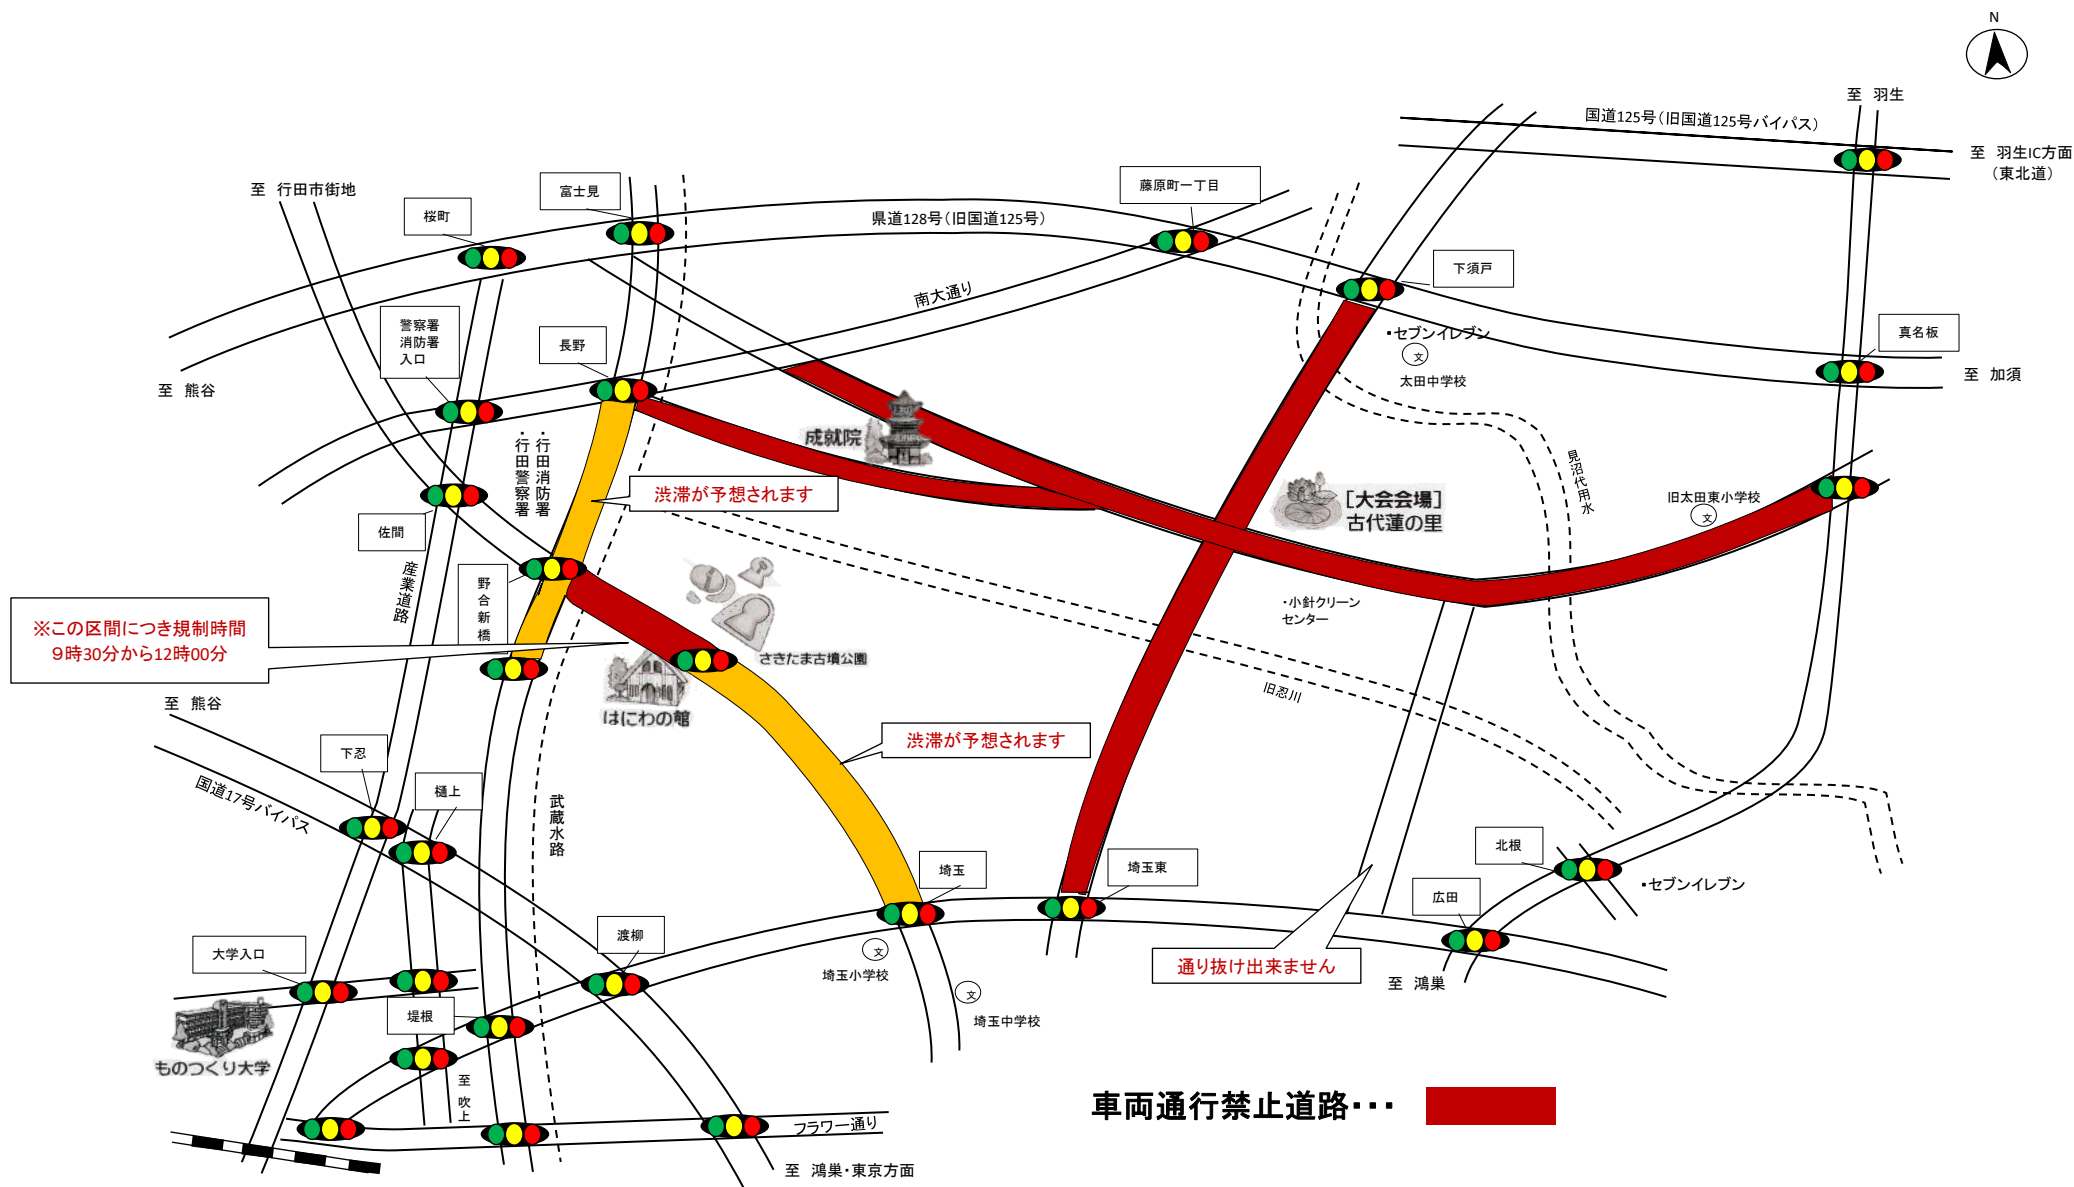 N
至　羽生
国道125号（旧国道125号バイパス）
至　羽生IC方面
（東北道）
至　行田市街地
桜町
富士見
藤原町一丁目
県道128号（旧国道125号）
下須戸
南大通り
警察署
消防署
入口
長野
・セブンイレブン
文
太田中学校
真名板
至　加須
至　熊谷
成就院
・行田消防署
・行田警察署
渋滞が予想されます
［大会会場］
古代蓮の里
見沼代用水
旧太田東小学校
文
佐間
産業道路
野合新橋
※この区間につき規制時間
９時30分から12時00分
さきたま古墳公園
はにわの館
・小針クリーン
センター
旧忍川
至　熊谷
下忍
樋上
国道17号バイパス
武蔵水路
渋滞が予想されます
埼玉
埼玉東
北根
・セブンイレブン
広田
大学入口
渡柳
文
埼玉小学校
文
埼玉中学校
通り抜け出来ません
至　鴻巣
堤根
ものつくり大学
至　吹上
フラワー通り
至　鴻巣・東京方面
車両通行禁止道路・・・